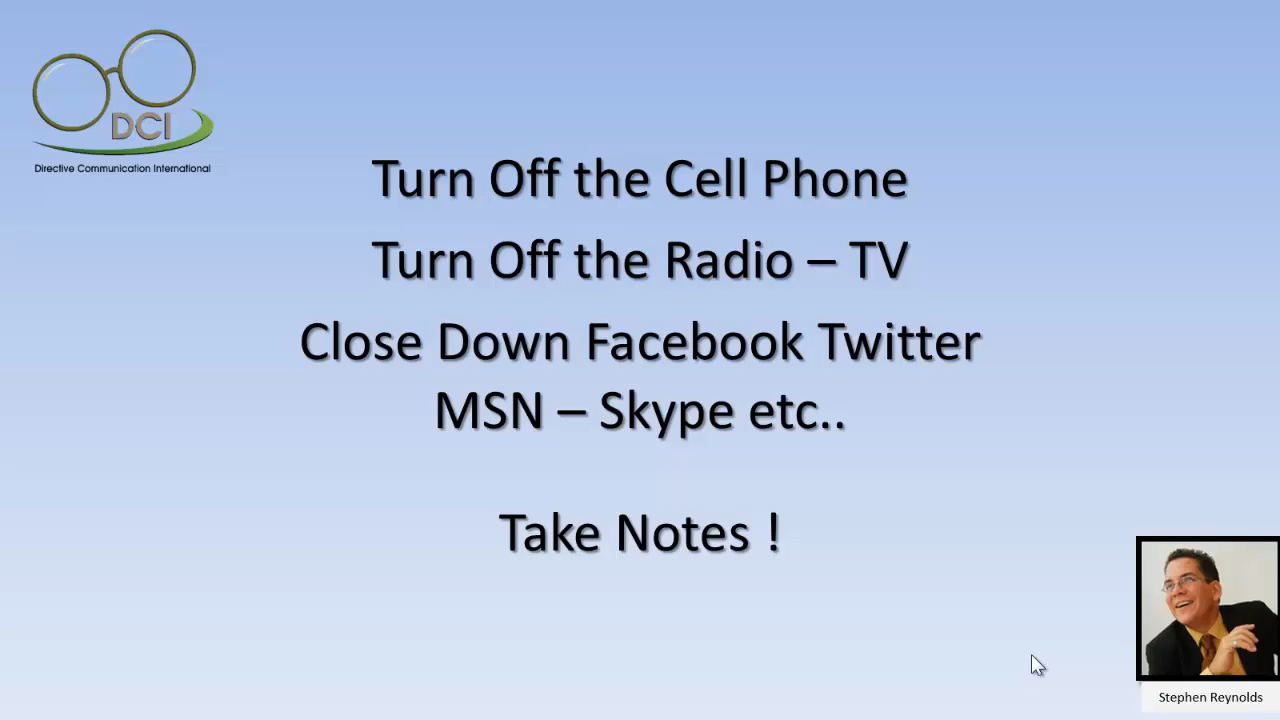 DCI
Directive Communication International
Turn Off the Cell Phone
Turn Off the Radio – TV
Close Down Facebook Twitter
MSN – Skype etc..
Take Notes !
Stephen Reynolds